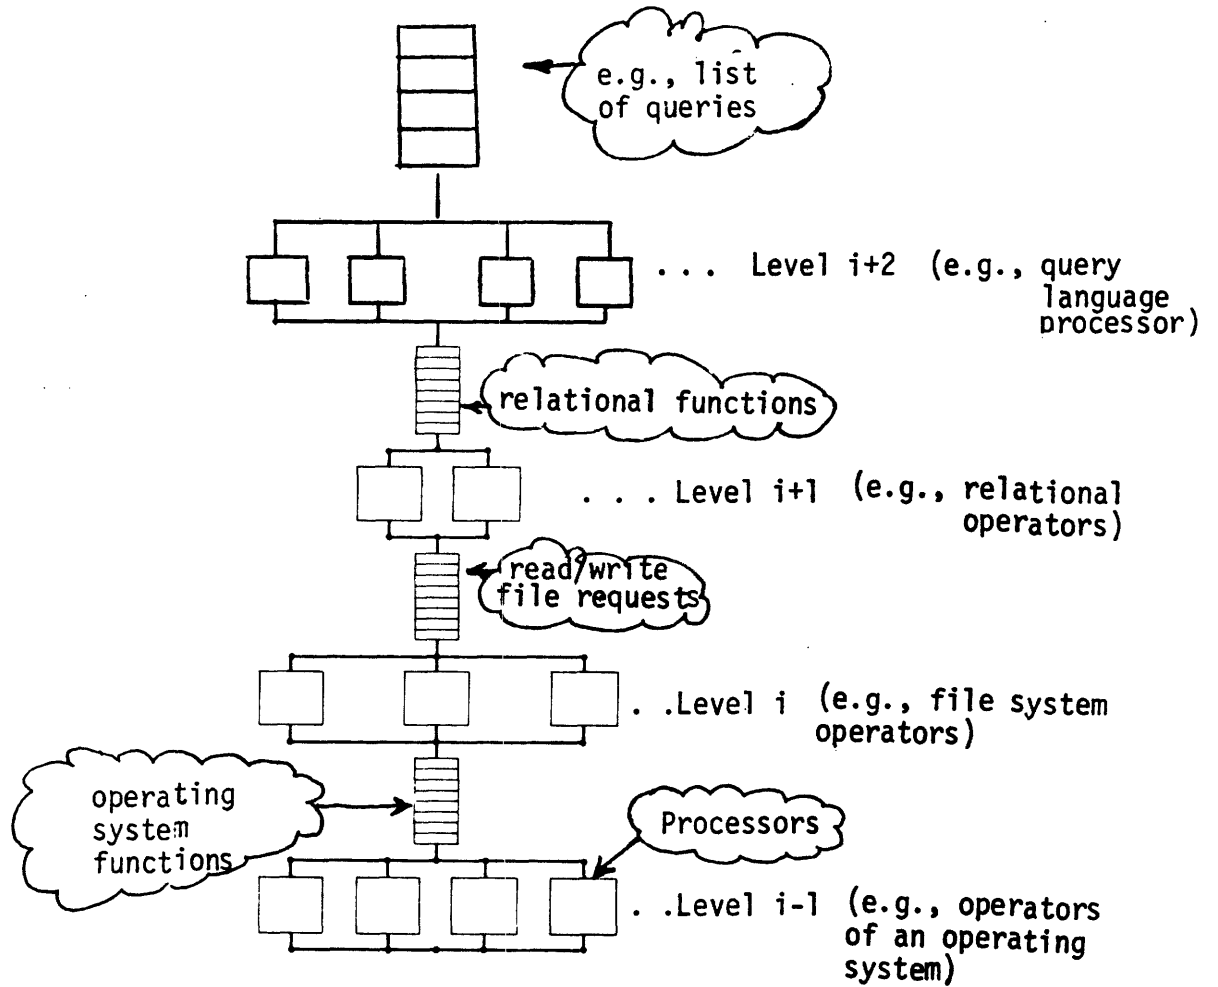 e.g., list
of queries
... Level i+2 (e.g., query
language
processor)
relational functions
... Level i+1 (e.g., relational
operators)
read/write
file requests
..Level i (e.g., file system
operators)
operating
system
functions
Processors
..Level i-1 (e.g., operators
of an operating
system)